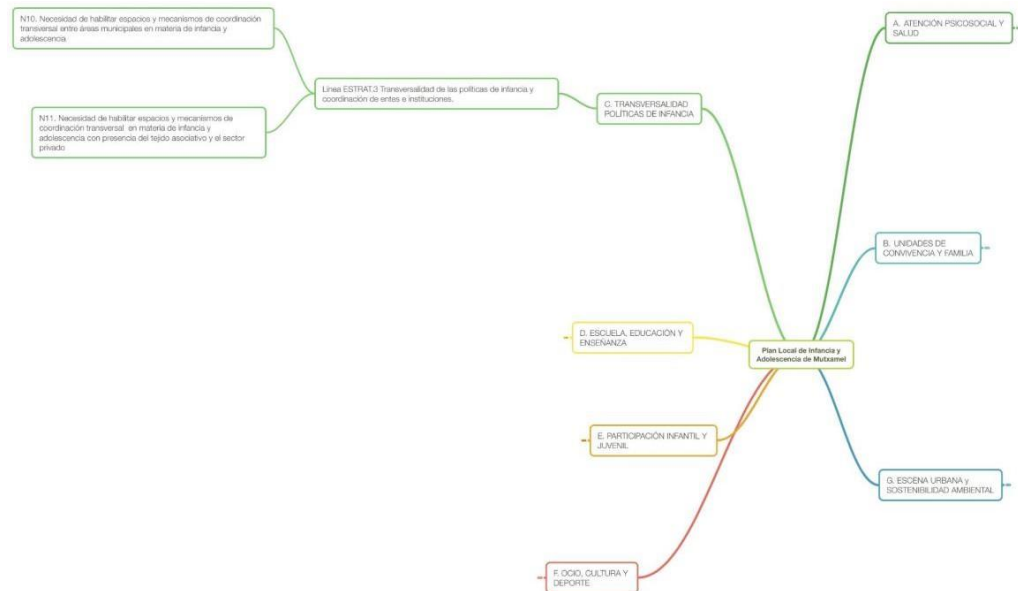 N10. Necesidad de habilitar espacios y mecanismos de coordinación
transversal entre áreas municipales en materia de infancia y
adolescencia.
N11. Necesidad de habilitar espacios y mecanismos de
coordinación transversal en materia de infancia y
adolescencia con presencia del tejido asociativo y el sector
privado
Línea ESTRAT.3 Transversalidad de las políticas de infancia y
coordinación de entes e instituciones.
C. TRANSVERSALIDAD
POLÍTICAS DE INFANCIA
A. ATENCIÓN PSICOSOCIAL Y
SALUD
B. UNIDADES DE
CONVIVENCIA Y FAMILIA
D. ESCUELA, EDUCACIÓN Y
ENSEÑANZA
Plan Local de Infancia y
Adolescencia de Mutxamel
E. PARTICIPACIÓN INFANTIL Y
JUVENIL
G. ESCENA URBANA y
SOSTENIBILIDAD AMBIENTAL
F. OCIO, CULTURA Y
DEPORTE